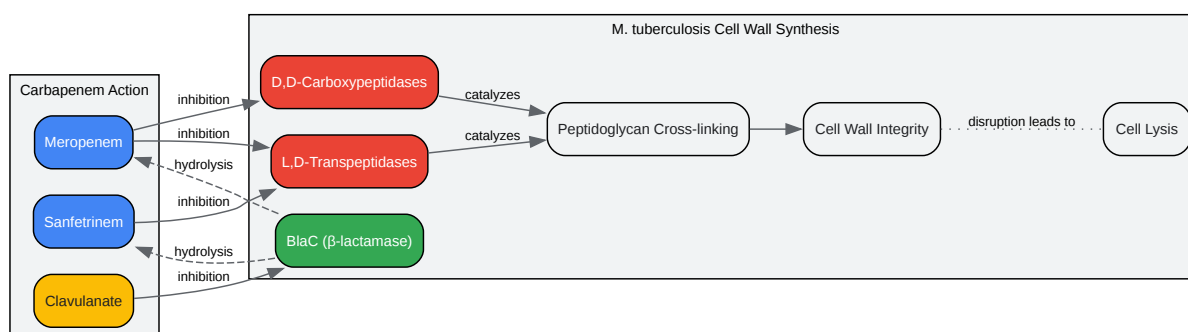 M. tuberculosis Cell Wall Synthesis
Carbapenem Action
D,D-Carboxypeptidases
inhibition
catalyzes
Meropenem
inhibition
Peptidoglycan Cross-linking
Cell Wall Integrity
disruption leads to
Cell Lysis
catalyzes
L,D-Transpeptidases
hydrolysis
inhibition
Sanfetrinem
BlaC (β-lactamase)
hydrolysis
inhibition
Clavulanate